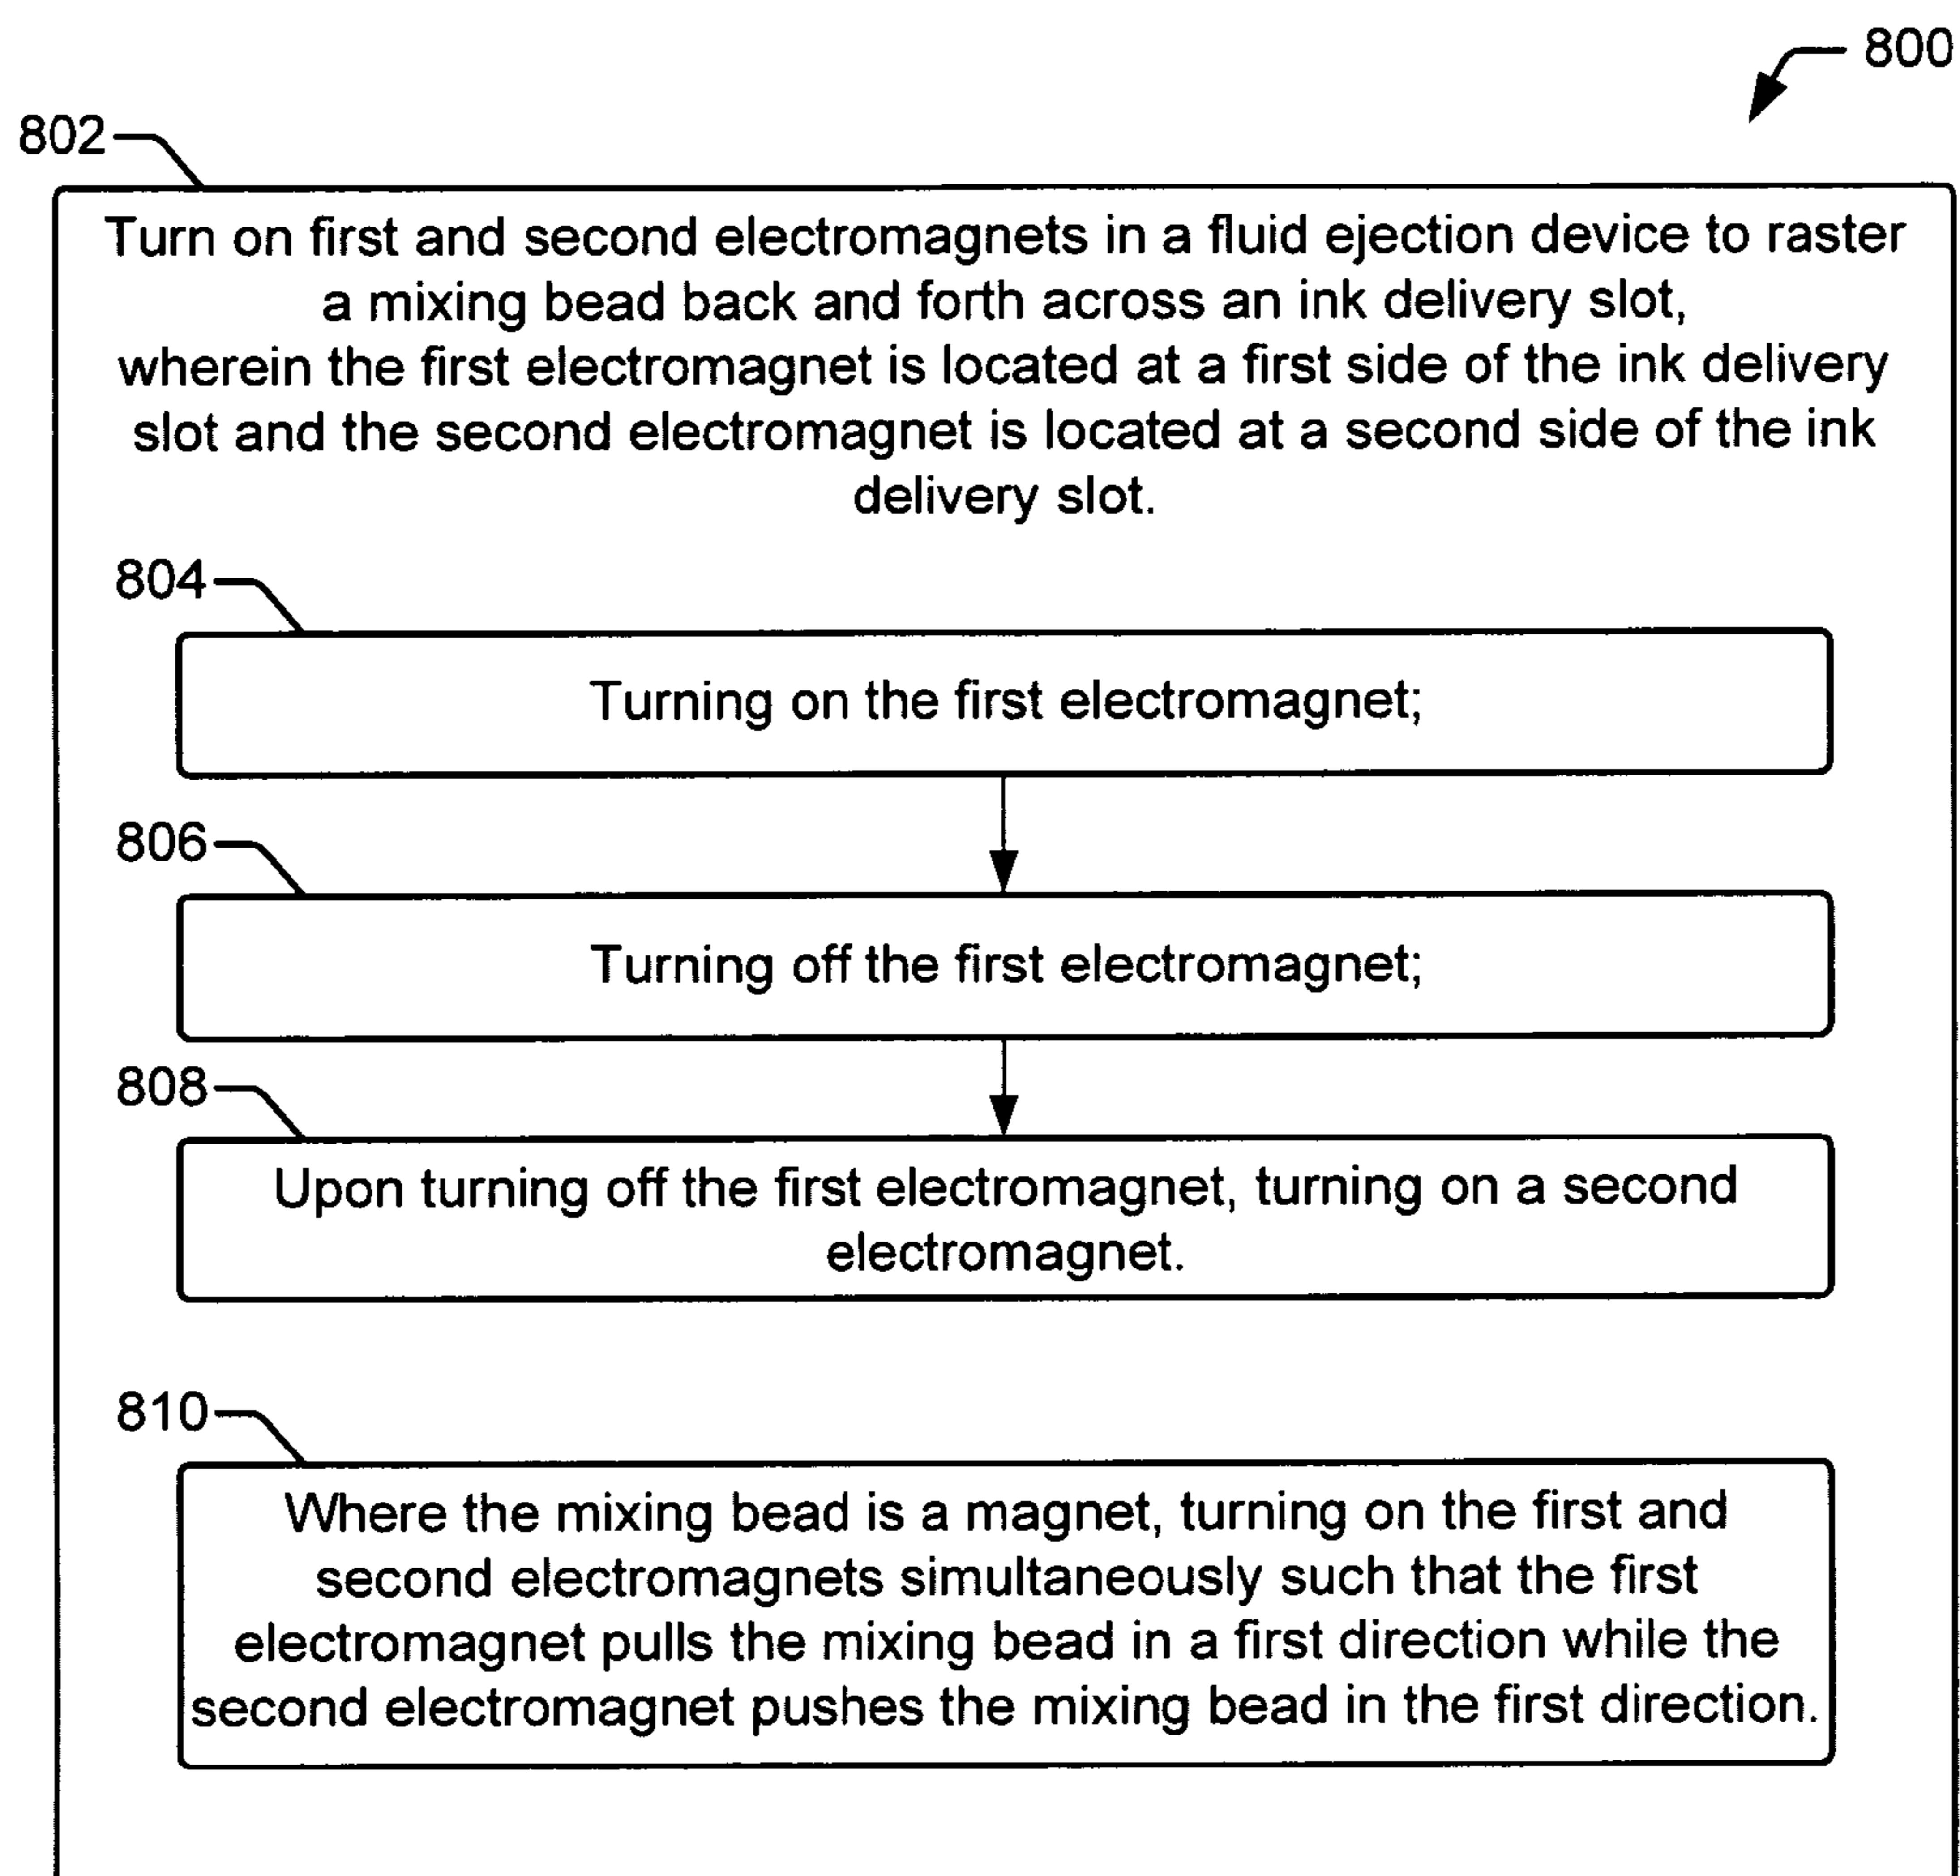 800
802
Turn on first and second electromagnets in a fluid ejection device to raster
a mixing bead back and forth across an ink delivery slot,
wherein the first electromagnet is located at a first side of the ink delivery
slot and the second electromagnet is located at a second side of the ink
delivery slot.
804
Turning on the first electromagnet;
806
Turning off the first electromagnet;
808
Upon turning off the first electromagnet, turning on a second
electromagnet.
810
Where the mixing bead is a magnet, turning on the first and
second electromagnets simultaneously such that the first
electromagnet pulls the mixing bead in a first direction while the
second electromagnet pushes the mixing bead in the first direction.